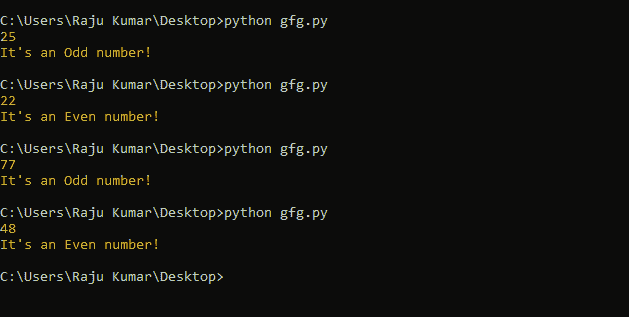 C:\Users\Raju Kumar\Desktop>python gfg.py
25
It's an Odd number!
C:\Users\Raju Kumar\Desktop>python gfg.py
22
It's an Even number!
C:\Users\Raju Kumar\Desktop>python gfg.py
77
It's an Odd number!
C:\Users\Raju Kumar\Desktop>python gfg.py
48
It's an Even number!
C:\Users\Raju Kumar\Desktop>